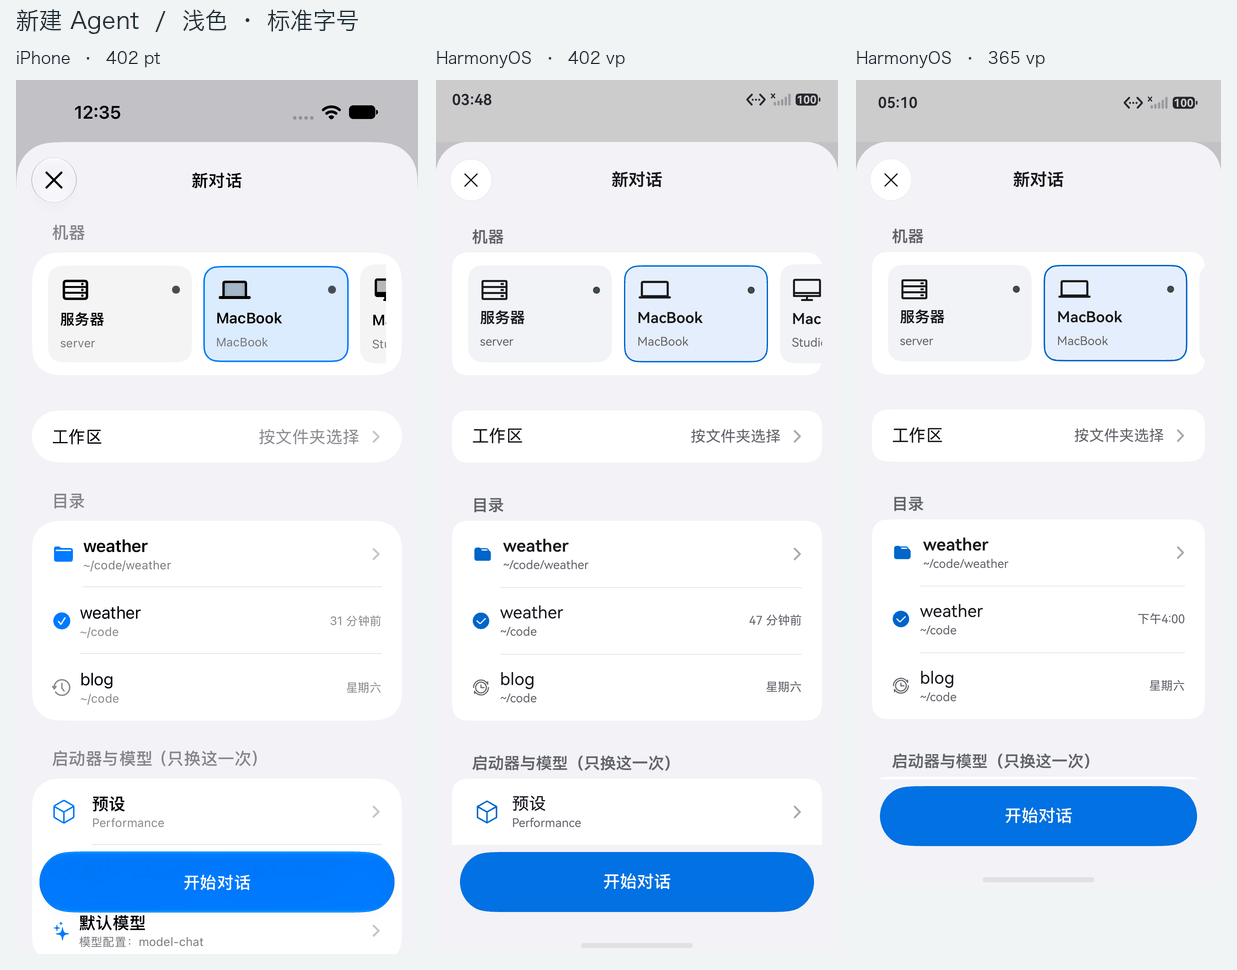 新建 Agent / 浅色 · 标准字号
iPhone · 402 pt
12:35
新对话
机器
服务器
server
MacBook
MacBook
M
Stu
工作区
按文件夹选择
目录
weather
~/code/weather
weather
~/code
31 分钟前
blog
~/code
星期六
启动器与模型（只换这一次）
预设
Performance
开始对话
默认模型
模型配置：model-chat
HarmonyOS · 402 vp
03:48
100
新对话
机器
服务器
server
MacBook
MacBook
Mac
Studi
工作区
按文件夹选择
目录
weather
~/code/weather
weather
~/code
47 分钟前
blog
~/code
星期六
启动器与模型（只换这一次）
预设
Performance
开始对话
HarmonyOS · 365 vp
05:10
100
新对话
机器
服务器
server
MacBook
MacBook
工作区
按文件夹选择
目录
weather
~/code/weather
weather
~/code
下午4:00
blog
~/code
星期六
启动器与模型（只换这一次）
开始对话